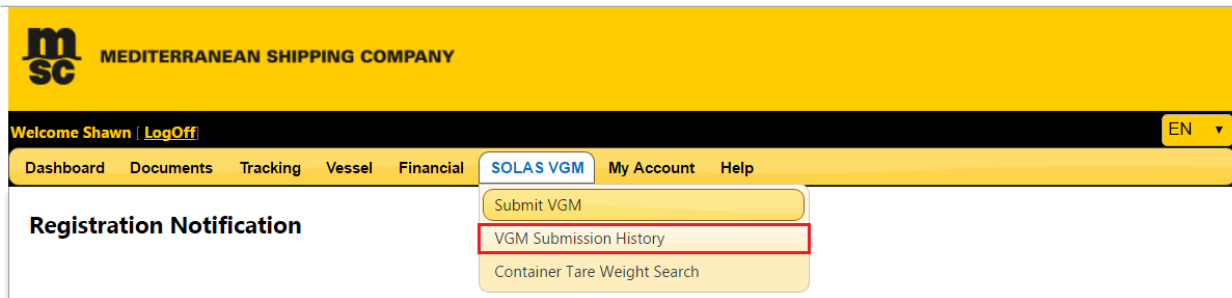 msc MEDITERRANEAN SHIPPING COMPANY
Welcome Shawn [ LogOff]
EN
Dashboard Documents Tracking Vessel Financial SOLAS VGM My Account Help
Registration Notification
Submit VGM
VGM Submission History
Container Tare Weight Search